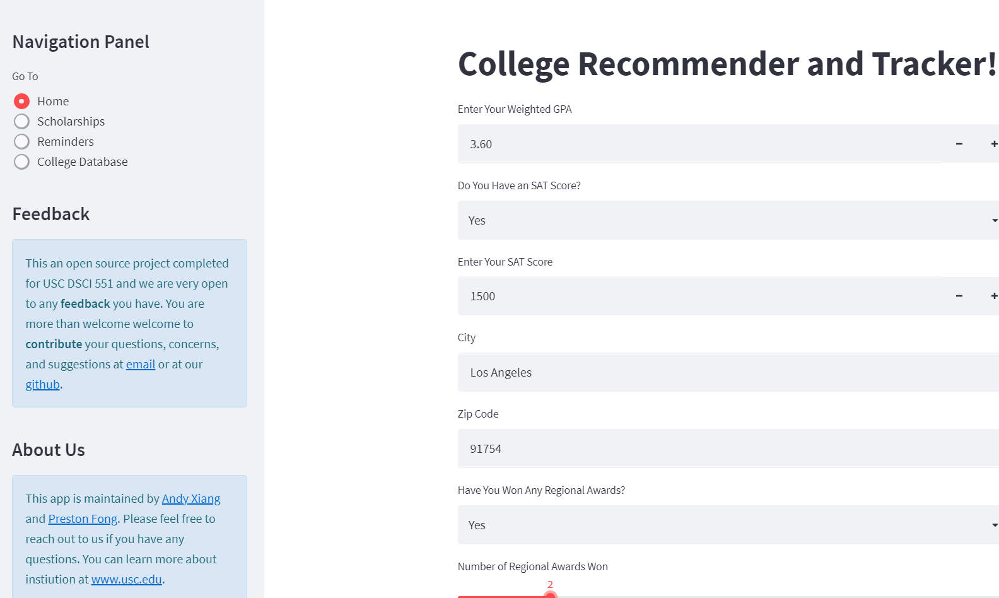 Navigation Panel
Go To
Home
Scholarships
Reminders
College Database
Feedback
This an open source project completed
for USC DSCI 551 and we are very open
to any feedback you have. You are
more than welcome welcome to
contribute your questions, concerns,
and suggestions at email or at our
github.
About Us
This app is maintained by Andy Xiang
and Preston Fong. Please feel free to
reach out to us if you have any
questions. You can learn more about
instiution at www.usc.edu.
College Recommender and Tracker!
Enter Your Weighted GPA
3.60
Do You Have an SAT Score?
Yes
Enter Your SAT Score
1500
City
Los Angeles
Zip Code
91754
Have You Won Any Regional Awards?
Yes
Number of Regional Awards Won
2